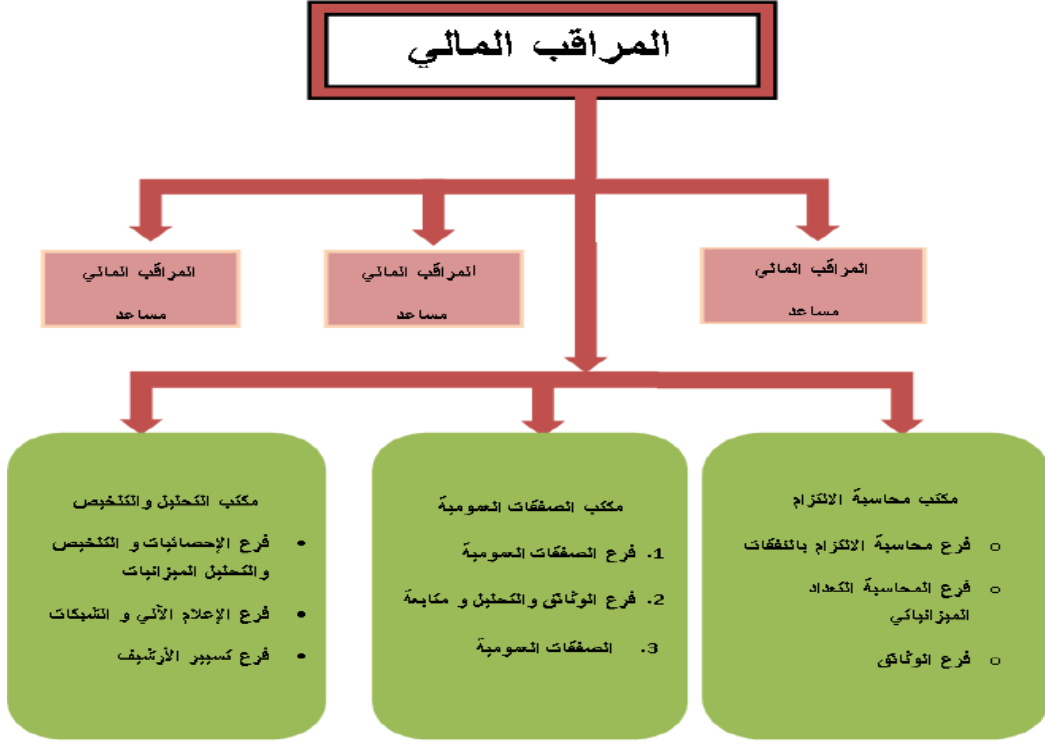 المراقب المالي
المراقب المالي
مساعد
المراقب المالي
مساعد
المراقب المالي
مساعد
مكتب محاسبة الالتزام
o فرع محاسبة الالتزام بالنفقات
o فرع المحاسبة التعداد
الميزانياتي
o فرع الوثائق
مكتب الصفقات العمومية
1. فرع الصفقات العمومية
2. فرع الوثائق والتحليل و متابعة
3. الصفقات العمومية
مكتب التحليل والتلخيص
• فرع الإحصائيات و التلخيص
والتحليل الميزانيات
• فرع الإعلام الآلي و الشبكات
• فرع تسيير الأرشيف